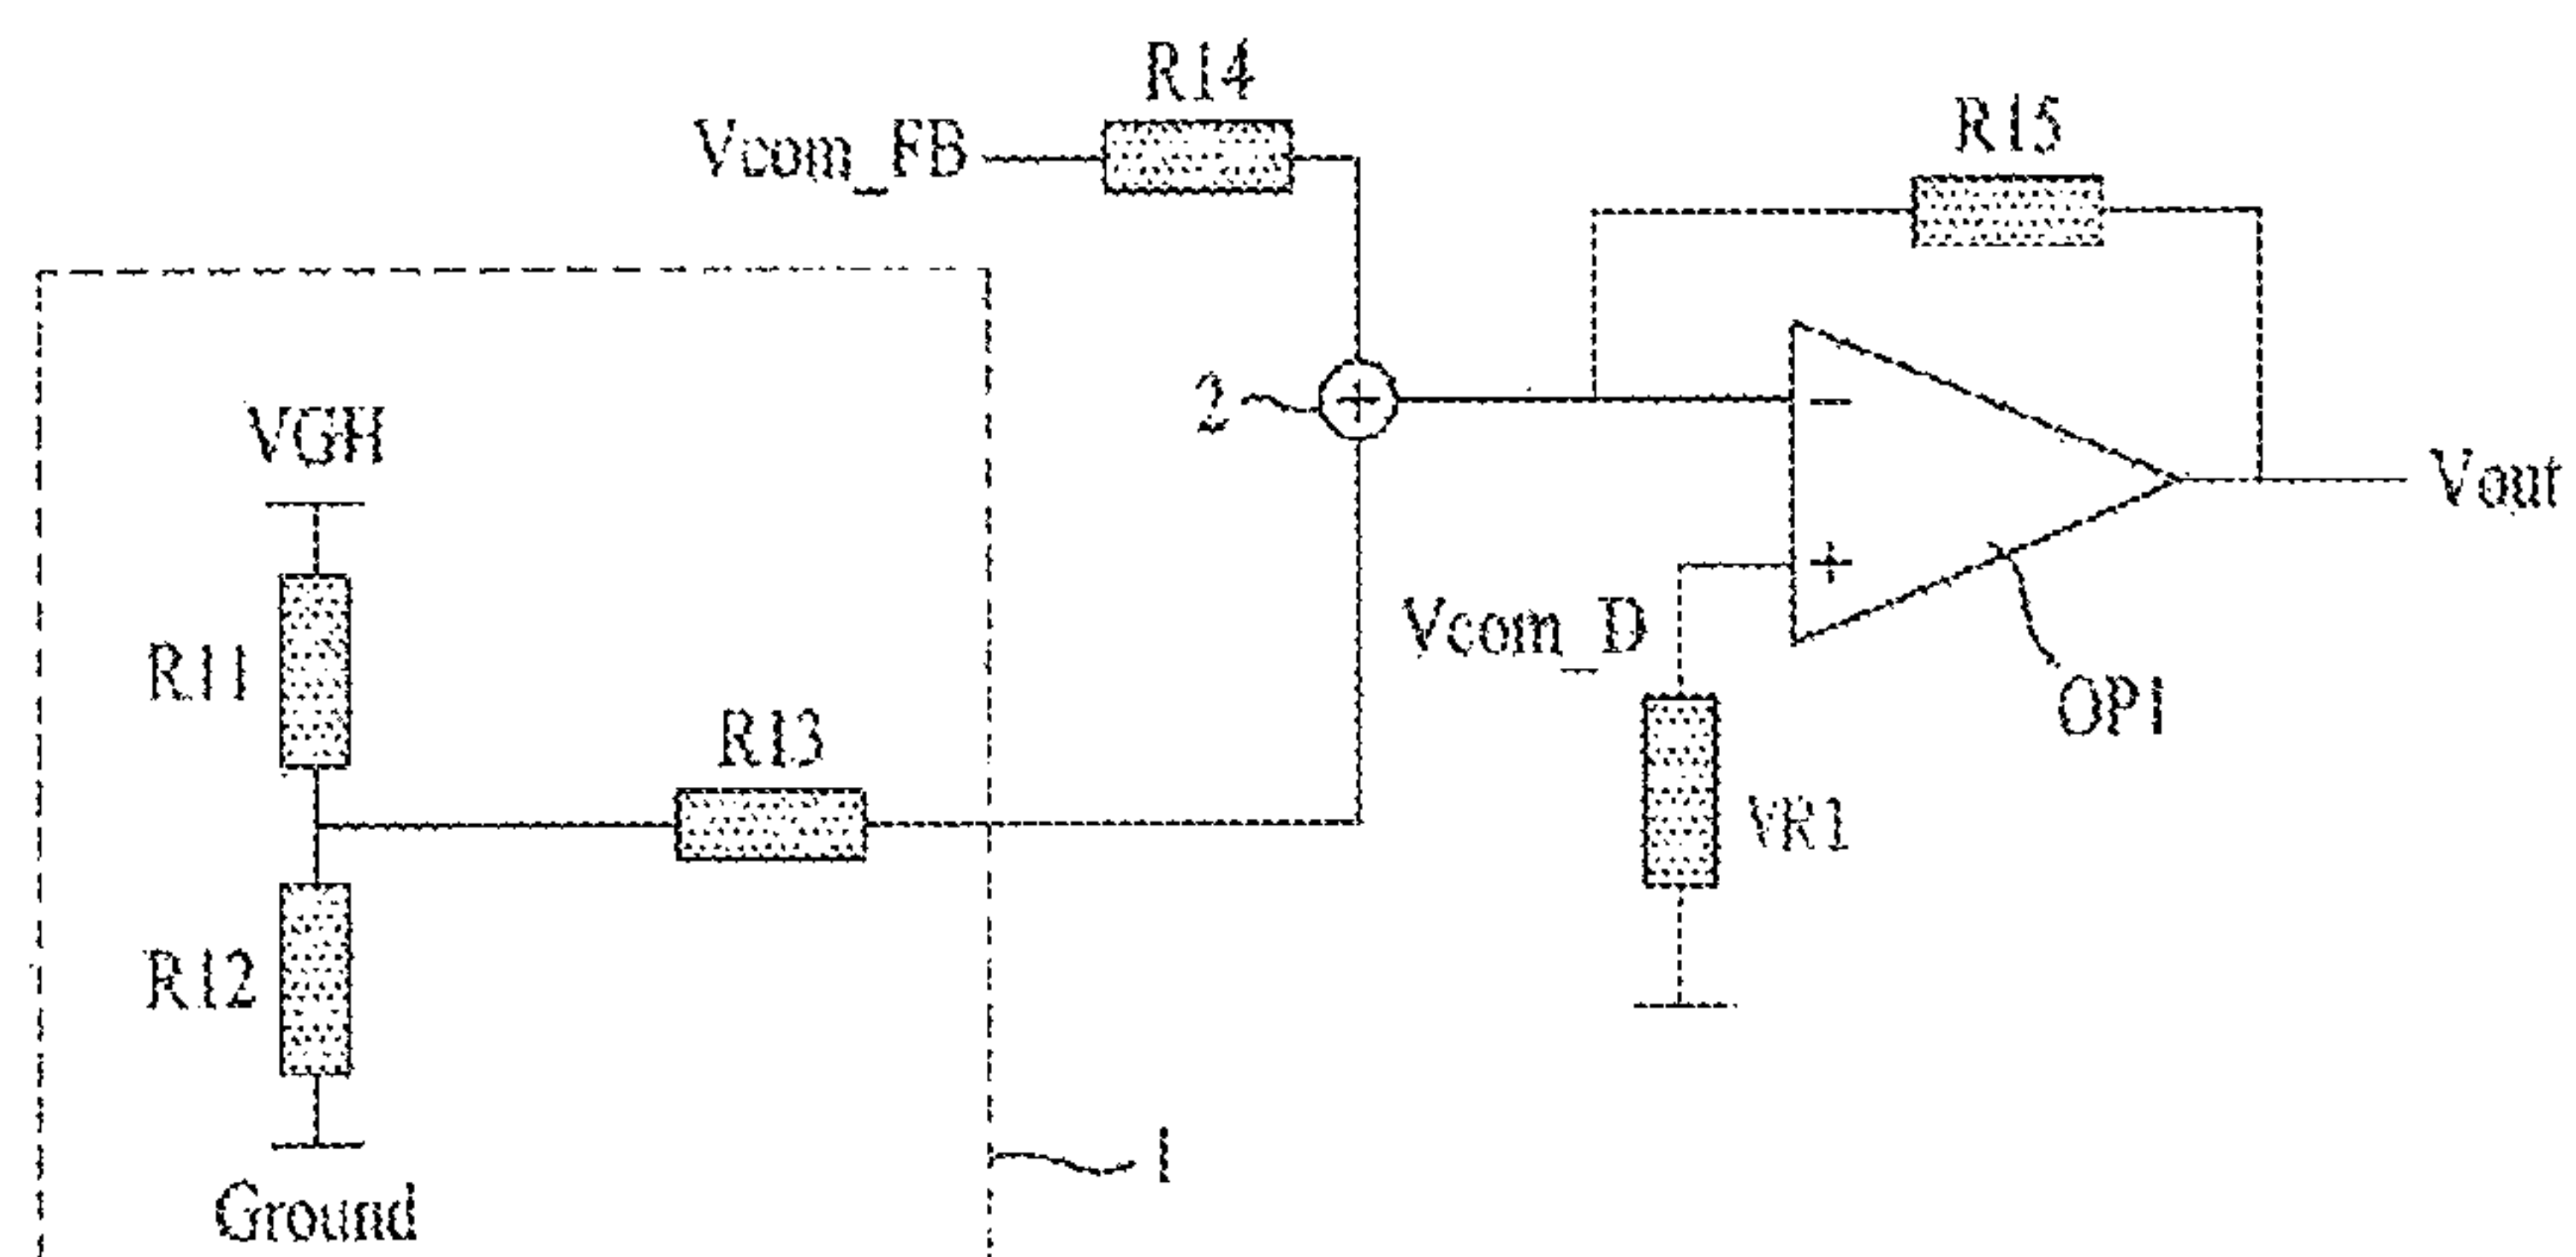 R14
Vcom_FB
R15
2
+
VGH
−
Vout
+
Vcom_D
R11
OP1
R13
VR1
R12
1
Ground